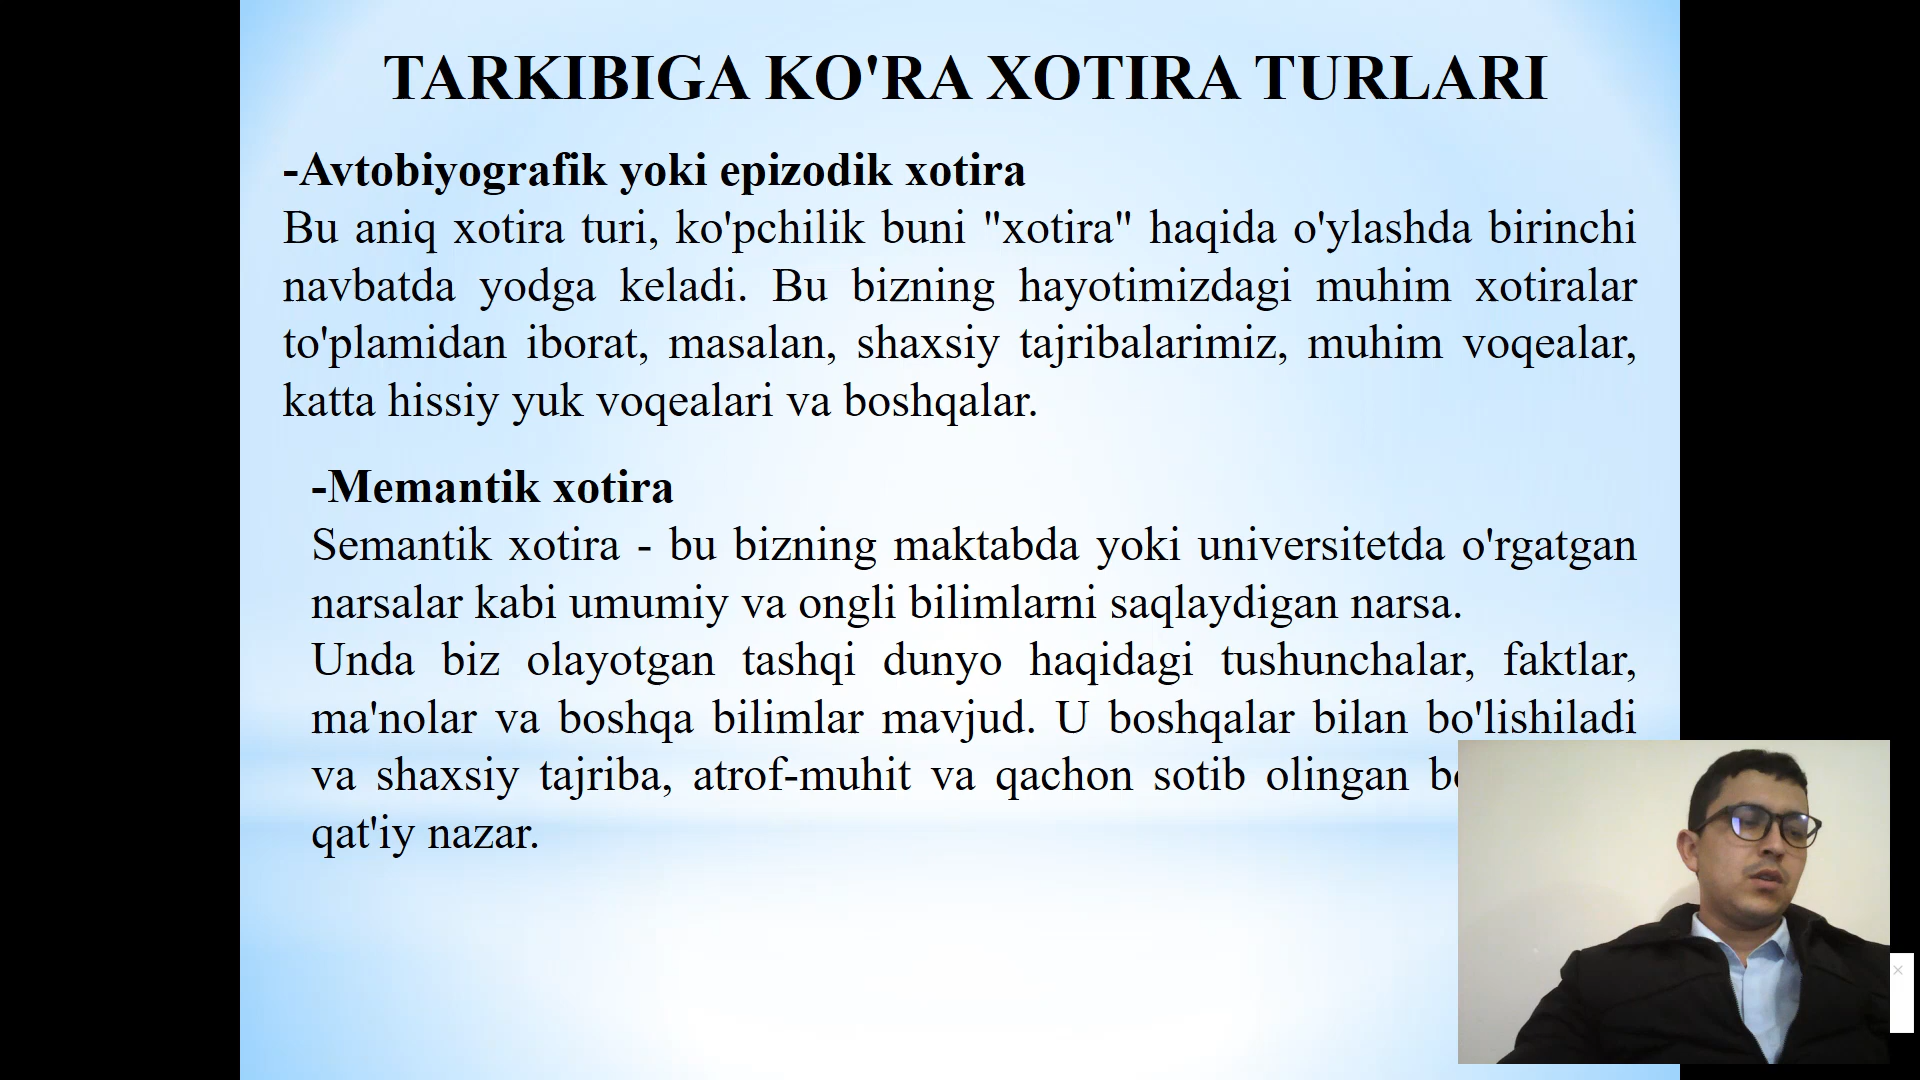 TARKIBIGA KO'RA XOTIRA TURLARI
-Avtobiyografik yoki epizodik xotira
Bu aniq xotira turi, ko'pchilik buni "xotira" haqida o'ylashda birinchi
navbatda yodga keladi. Bu bizning hayotimizdagi muhim xotiralar
to'plamidan iborat, masalan, shaxsiy tajribalarimiz, muhim voqealar,
katta hissiy yuk voqealari va boshqalar.
-Memantik xotira
Semantik xotira - bu bizning maktabda yoki universitetda o'rgatgan
narsalar kabi umumiy va ongli bilimlarni saqlaydigan narsa.
Unda biz olayotgan tashqi dunyo haqidagi tushunchalar, faktlar,
ma'nolar va boshqa bilimlar mavjud. U boshqalar bilan bo'lishiladi
va shaxsiy tajriba, atrof-muhit va qachon sotib olingan
qat'iy nazar.